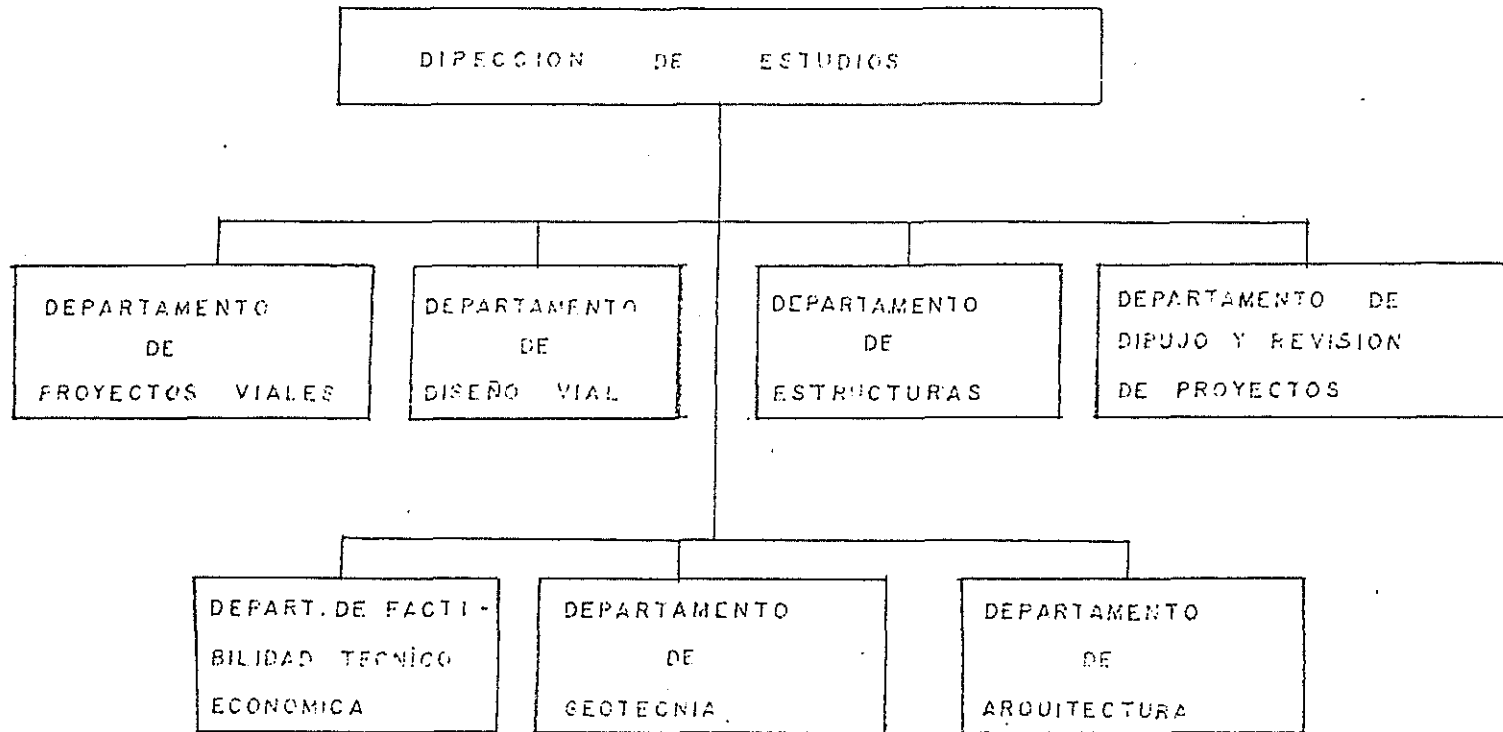 DIRECCION DE ESTUDIOS
DEPARTAMENTO
DE
PROYECTOS VIALES
DEPARTAMENTO
DE
DISEÑO VIAL
DEPARTAMENTO
DE
ESTRUCTURAS
DEPARTAMENTO DE
DIBUJO Y REVISION
DE PROYECTOS
DEPART. DE FACTI-
BILIDAD TECNÍCO
ECONOMICA
DEPARTAMENTO
DE
GEOTECNIA
DEPARTAMENTO
DE
ARQUITECTURA